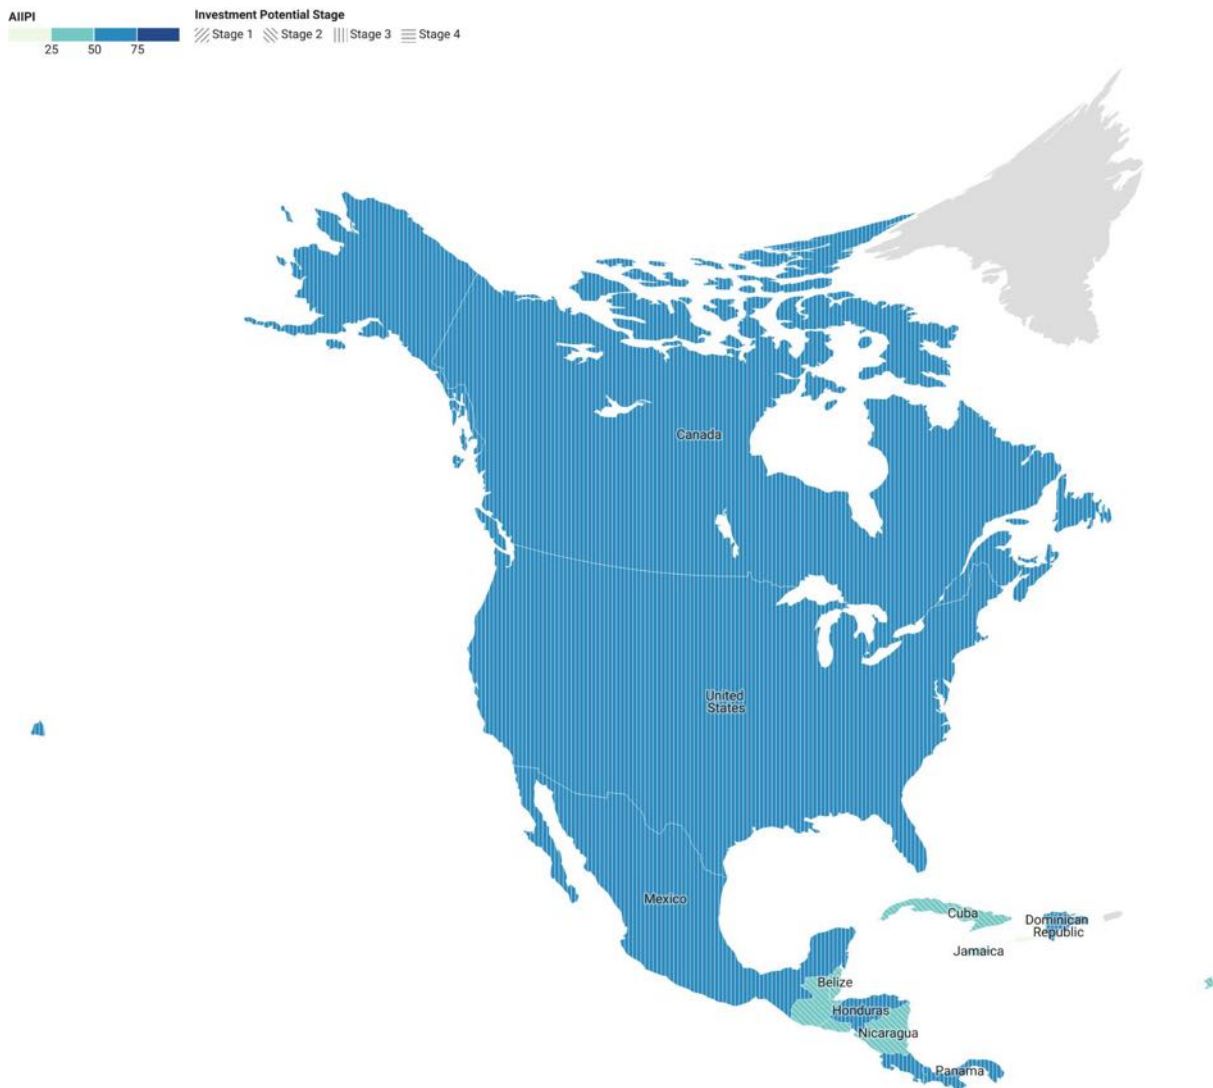 AIIPI
25 50 75
Investment Potential Stage
Stage 1 Stage 2 Stage 3 Stage 4
Canada
United
States
Mexico
Cuba
Dominican
Republic
Jamaica
Belize
Honduras
Nicaragua
Panama